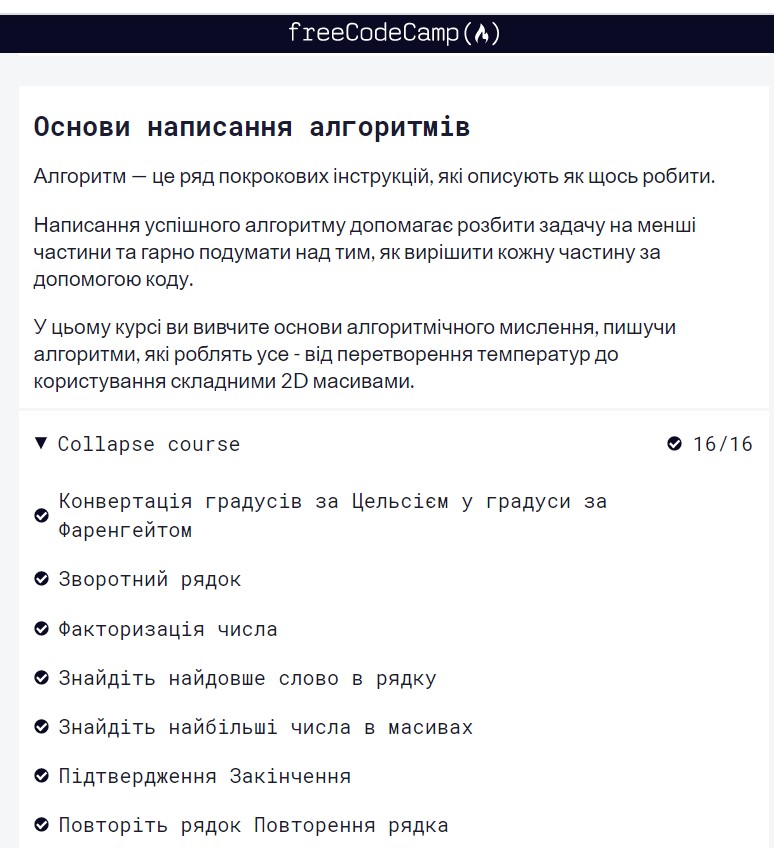 freeCodeCamp(🔥)
Основи написання алгоритмів
Алгоритм — це ряд покрокових інструкцій, які описують як щось робити.
Написання успішного алгоритму допомагає розбити задачу на менші
частини та гарно подумати над тим, як вирішити кожну частину за
допомогою коду.
У цьому курсі ви вивчите основи алгоритмічного мислення, пишучи
алгоритми, які роблять усе - від перетворення температур до
користування складними 2D масивами.
Collapse course 16/16
Конвертація градусів за Цельсієм у градуси за
Фаренгейтом
Зворотний рядок
Факторизація числа
Знайдіть найдовше слово в рядку
Знайдіть найбільші числа в масивах
Підтвердження Закінчення
Повторіть рядок Повторення рядка